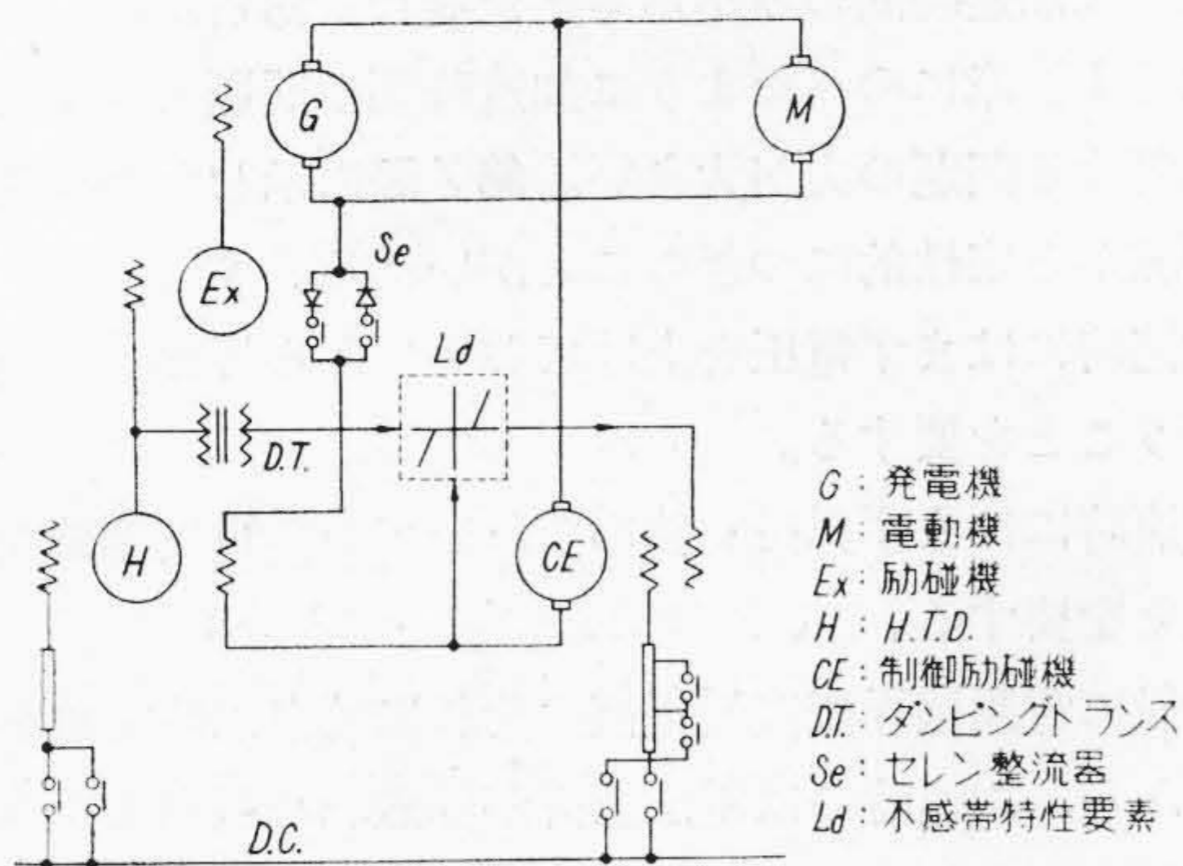 G
M
Ex
Se
Ld
D.T.
H
CE
D.C.
G : 発電機
M : 電動機
Ex : 励磁機
H : H.T.D.
CE : 制御励磁機
D.T. : ダンピングトランス
Se : セレン整流器
Ld : 不感帯特性要素